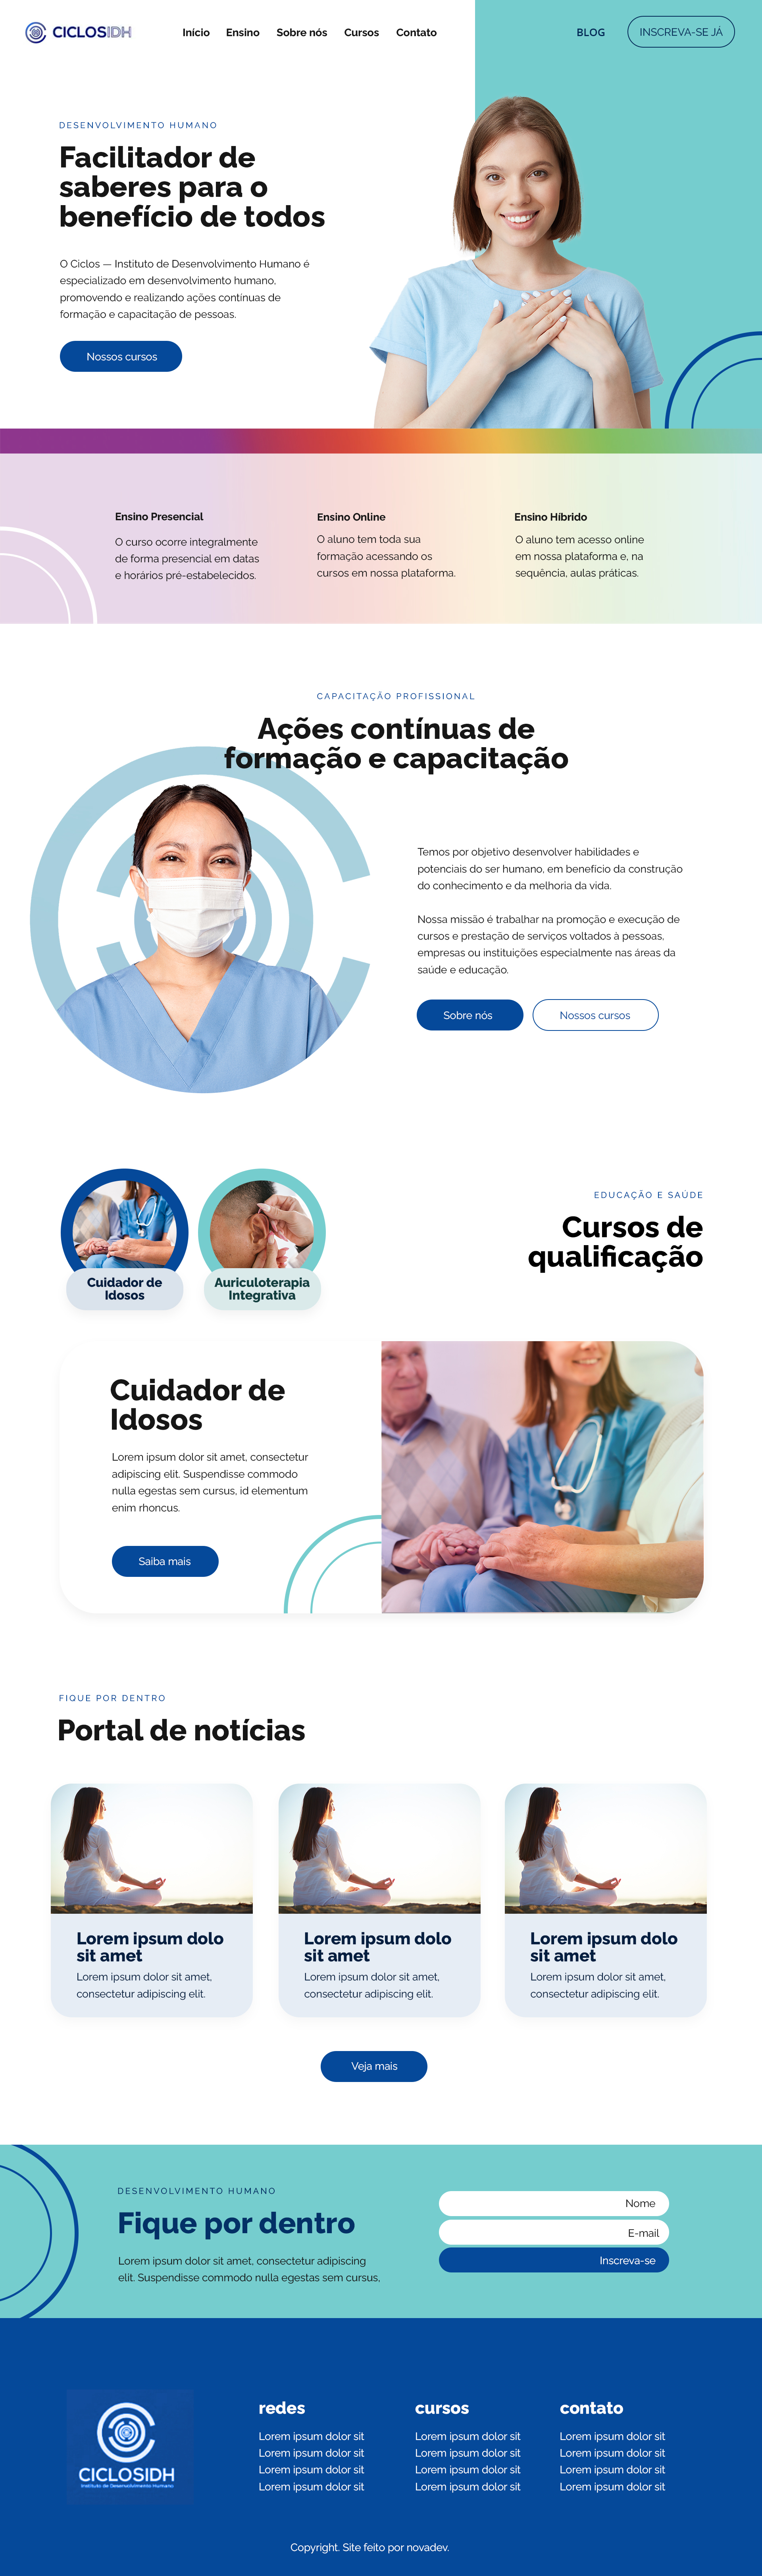 CICLOSIDH
Início Ensino Sobre nós Cursos Contato
BLOG
INSCREVA-SE JÁ
DESENVOLVIMENTO HUMANO
Facilitador de
saberes para o
benefício de todos
O Ciclos — Instituto de Desenvolvimento Humano é
especializado em desenvolvimento humano,
promovendo e realizando ações contínuas de
formação e capacitação de pessoas.
Nossos cursos
Ensino Presencial
O curso ocorre integralmente
de forma presencial em datas
e horários pré-estabelecidos.
Ensino Online
O aluno tem toda sua
formação acessando os
cursos em nossa plataforma.
Ensino Híbrido
O aluno tem acesso online
em nossa plataforma e, na
sequência, aulas práticas.
CAPACITAÇÃO PROFISSIONAL
Ações contínuas de
formação e capacitação
Temos por objetivo desenvolver habilidades e
potenciais do ser humano, em benefício da construção
do conhecimento e da melhoria da vida.
Nossa missão é trabalhar na promoção e execução de
cursos e prestação de serviços voltados à pessoas,
empresas ou instituições especialmente nas áreas da
saúde e educação.
Sobre nós
Nossos cursos
Cuidador de
Idosos
Auriculoterapia
Integrativa
EDUCAÇÃO E SAÚDE
Cursos de
qualificação
Cuidador de
Idosos
Lorem ipsum dolor sit amet, consectetur
adipiscing elit. Suspendisse commodo
nulla egestas sem cursus, id elementum
enim rhoncus.
Saiba mais
FIQUE POR DENTRO
Portal de notícias
Lorem ipsum dolo
sit amet
Lorem ipsum dolor sit amet,
consectetur adipiscing elit.
Lorem ipsum dolo
sit amet
Lorem ipsum dolor sit amet,
consectetur adipiscing elit.
Lorem ipsum dolo
sit amet
Lorem ipsum dolor sit amet,
consectetur adipiscing elit.
Veja mais
DESENVOLVIMENTO HUMANO
Fique por dentro
Lorem ipsum dolor sit amet, consectetur adipiscing
elit. Suspendisse commodo nulla egestas sem cursus,
Nome
E-mail
Inscreva-se
CICLOSIDH
Instituto de Desenvolvimento Humano
redes
Lorem ipsum dolor sit
Lorem ipsum dolor sit
Lorem ipsum dolor sit
Lorem ipsum dolor sit
cursos
Lorem ipsum dolor sit
Lorem ipsum dolor sit
Lorem ipsum dolor sit
Lorem ipsum dolor sit
contato
Lorem ipsum dolor sit
Lorem ipsum dolor sit
Lorem ipsum dolor sit
Lorem ipsum dolor sit
Copyright. Site feito por novadev.